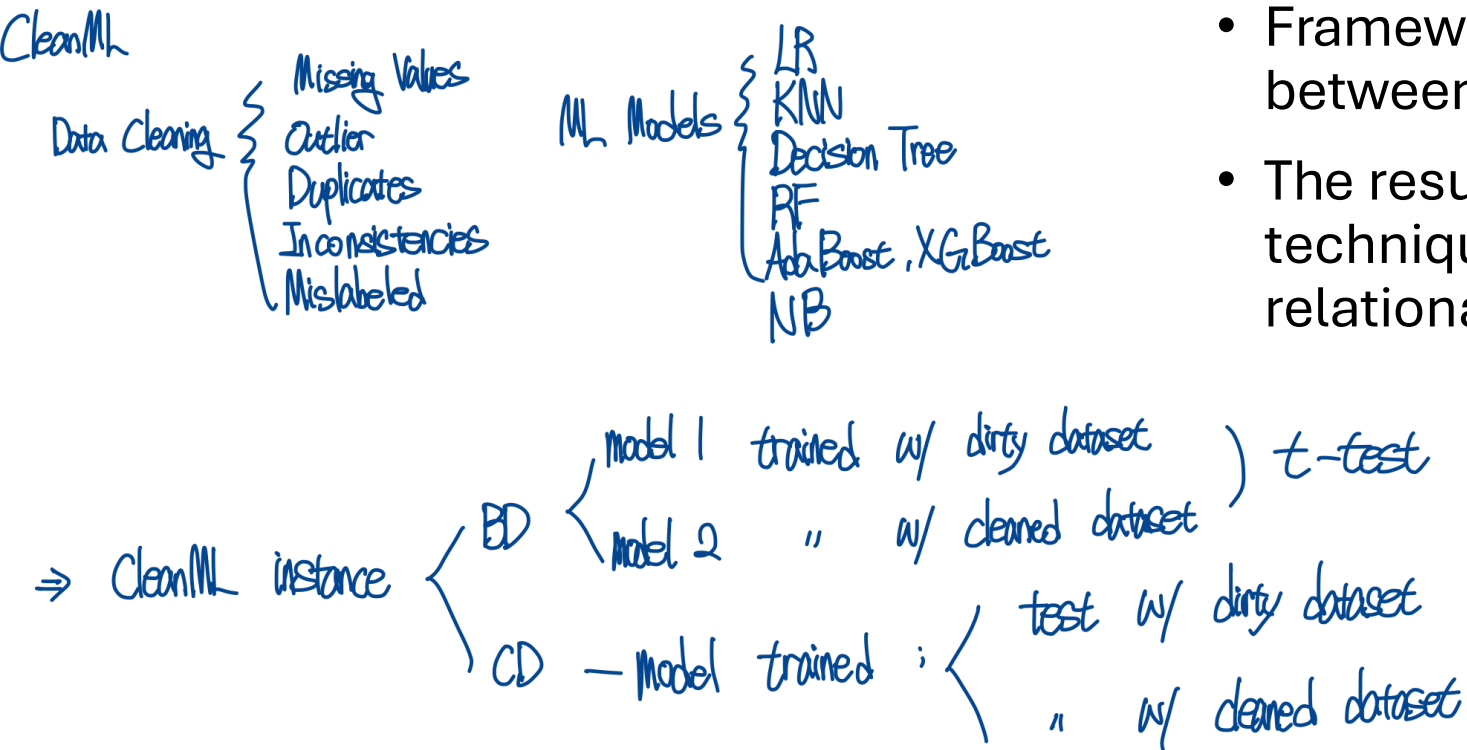 CleanML
Data Cleaning
Missing Values
Outlier
Duplicates
Inconsistencies
Mislabeled
ML Models
LR
KNN
Decision Tree
RF
AdaBoost, XGBoost
NB
• Framew
between
• The resu
techniqu
relationa
⇒ CleanML instance
BD
model 1 trained w/ dirty dataset
model 2 〃 w/ cleaned dataset
t-test
CD - model trained ;
test w/ dirty dataset
〃 w/ cleaned dataset